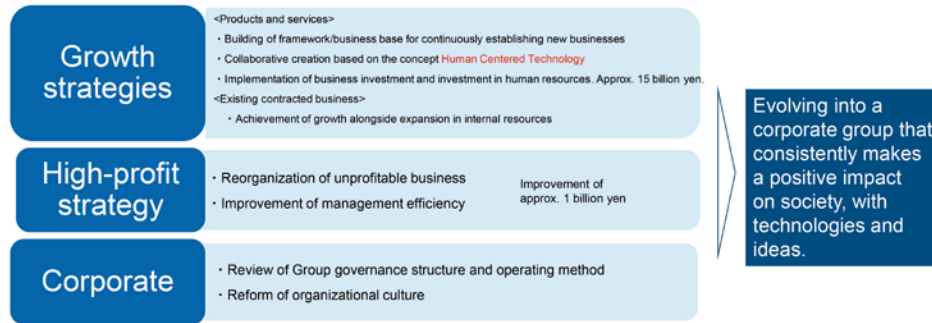 Growth
strategies
<Products and services>
・Building of framework/business base for continuously establishing new businesses
・Collaborative creation based on the concept Human Centered Technology
・Implementation of business investment and investment in human resources. Approx. 15 billion yen.
<Existing contracted business>
・Achievement of growth alongside expansion in internal resources
High-profit
strategy
・Reorganization of unprofitable business
・Improvement of management efficiency
Improvement of
approx. 1 billion yen
Corporate
・Review of Group governance structure and operating method
・Reform of organizational culture
Evolving into a
corporate group that
consistently makes
a positive impact
on society, with
technologies and
ideas.